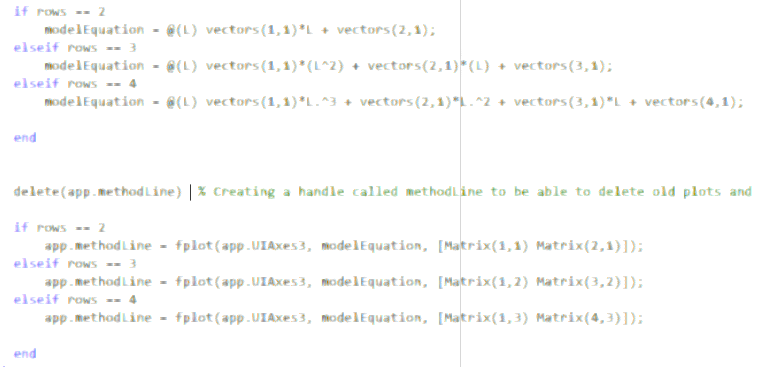 if rows == 2
modelEquation = @(L) vectors(1,1)*L + vectors(2,1);
elseif rows == 3
modelEquation = @(L) vectors(1,1)*(L^2) + vectors(2,1)*(L) + vectors(3,1);
elseif rows == 4
modelEquation = @(L) vectors(1,1)*L.^3 + vectors(2,1)*L.^2 + vectors(3,1)*L + vectors(4,1);
end
delete(app.methodLine) % Creating a handle called methodLine to be able to delete old plots and
if rows == 2
app.methodLine = fplot(app.UIAxes3, modelEquation, [Matrix(1,1) Matrix(2,1)]);
elseif rows == 3
app.methodLine = fplot(app.UIAxes3, modelEquation, [Matrix(1,2) Matrix(3,2)]);
elseif rows == 4
app.methodLine = fplot(app.UIAxes3, modelEquation, [Matrix(1,3) Matrix(4,3)]);
end